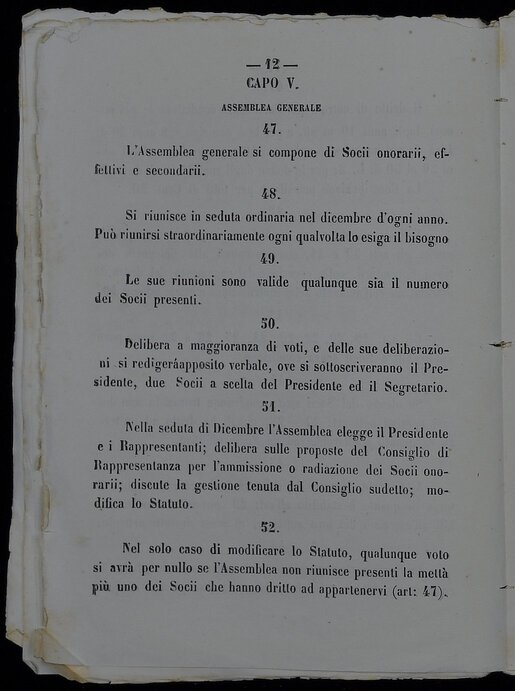 — 12 —
CAPO V.
ASSEMBLEA GENERALE
47.
L'Assemblea generale si compone di Socii onorarii, ef-
fettivi e secondarii.
48.
Si riunisce in seduta ordinaria nel dicembre d'ogni anno.
Può riunirsi straordinariamente ogni qualvolta lo esiga il bisogno
49.
Le sue riunioni sono valide qualunque sia il numero
dei Socii presenti.
50.
Delibera a maggioranza di voti, e delle sue deliberazio-
ni si redigerà apposito verbale, ove si sottoscriveranno il Pre-
sidente, due Socii a scelta del Presidente ed il Segretario.
51.
Nella seduta di Dicembre l'Assemblea elegge il Presidente
e i Rappresentanti; delibera sulle proposte del Consiglio di
Rappresentanza per l'ammissione o radiazione dei Socii ono-
rarii; discute la gestione tenuta dal Consiglio sudetto; mo-
difica lo Statuto.
52.
Nel solo caso di modificare lo Statuto, qualunque voto
si avrà per nullo se l'Assemblea non riunisce presenti la mettà
più uno dei Socii che hanno dritto ad appartenervi (art: 47).